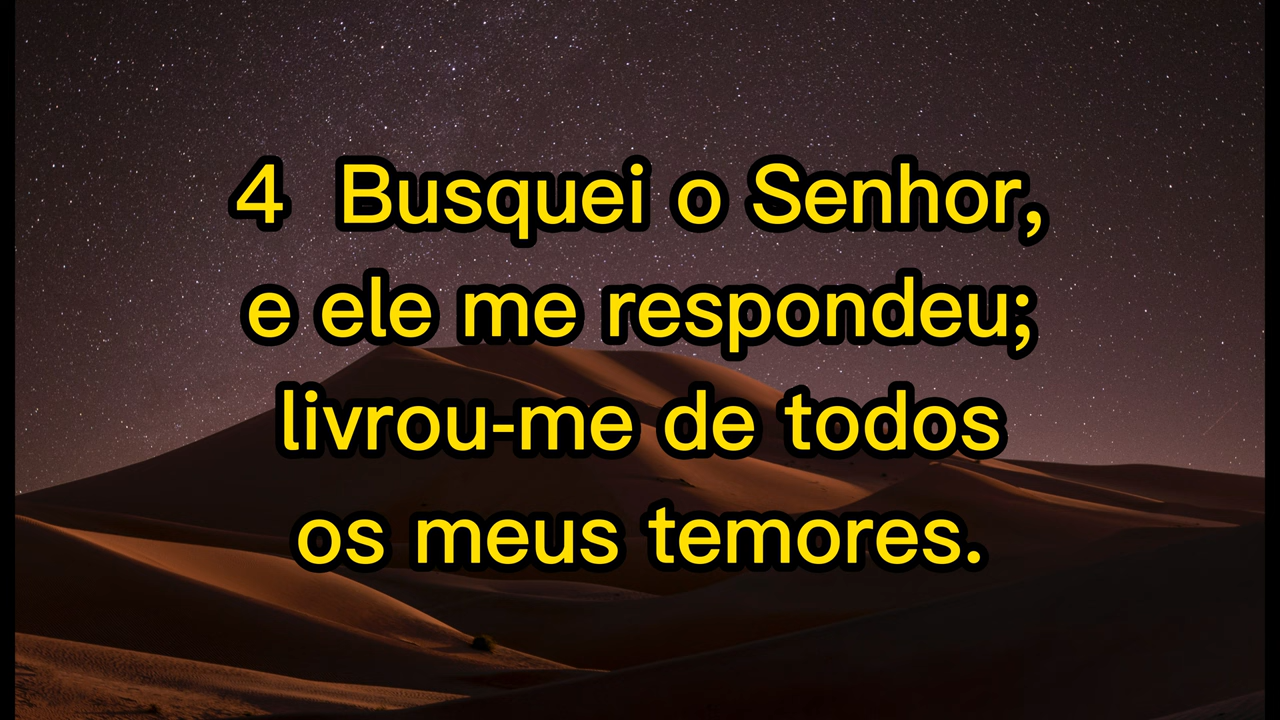 4  Busquei o Senhor,
e ele me respondeu;
livrou-me de todos
os meus temores.